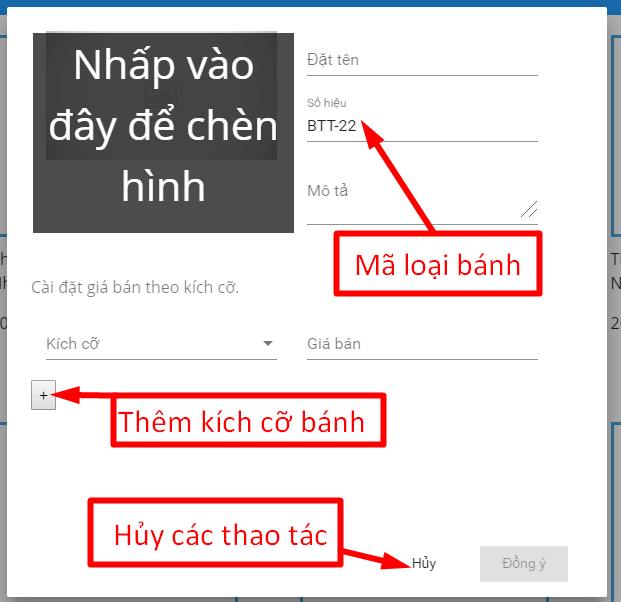 Nhấp vào
đây để chèn
hình
Đặt tên
Số hiệu
BTT-22
Mô tả
Mã loại bánh
Cài đặt giá bán theo kích cỡ.
Kích cỡ
Giá bán
+
Thêm kích cỡ bánh
Hủy các thao tác
Hủy
Đồng ý